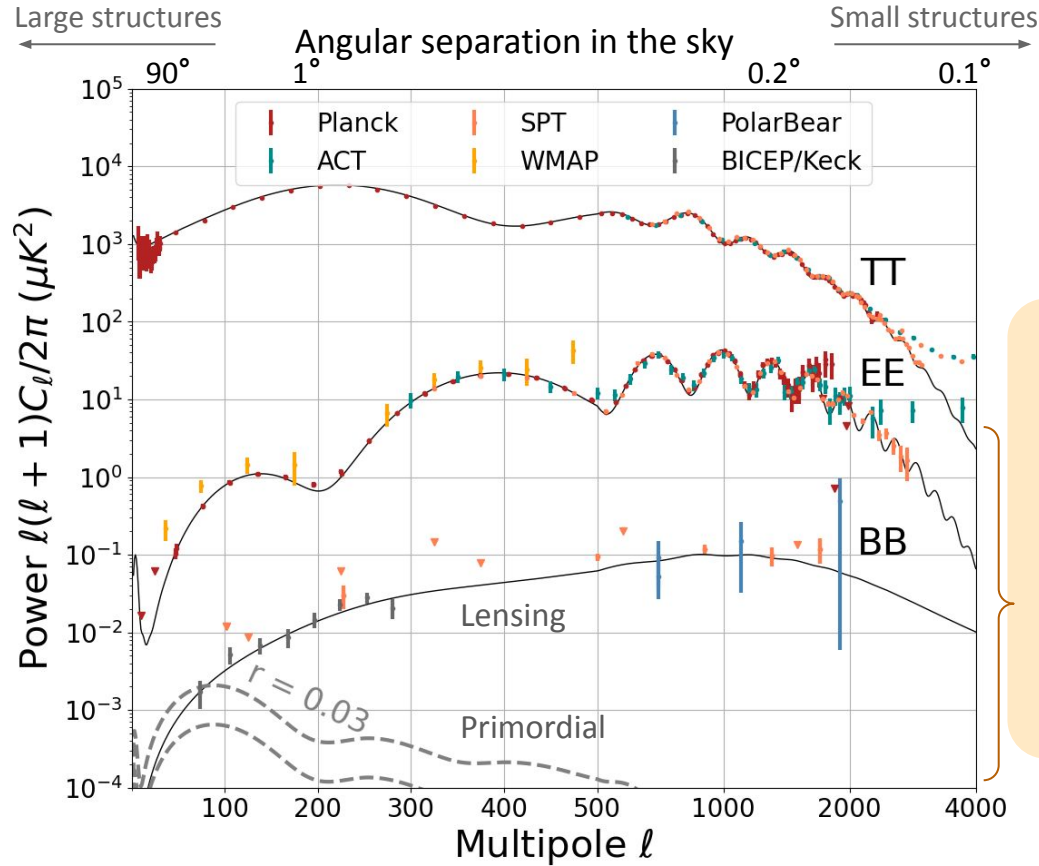 Large structures
Small structures
Angular separation in the sky
90° 1° 0.2° 0.1°
Planck SPT PolarBear
ACT WMAP BICEP/Keck
10⁵
10⁴
10³
10²
10¹
10⁰
10⁻¹
10⁻²
10⁻³
10⁻⁴
Power ℓ(ℓ + 1)Cℓ/2π (μK²)
TT
EE
BB
Lensing
r = 0.03
Primordial
100 200 300 400 500 1000 2000 4000
Multipole ℓ